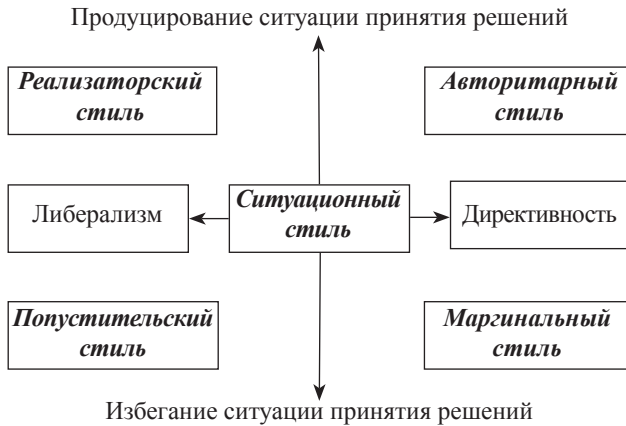 Продуцирование ситуации принятия решений
Реализаторский
стиль
Авторитарный
стиль
Либерализм
Ситуационный
стиль
Директивность
Попустительский
стиль
Маргинальный
стиль
Избегание ситуации принятия решений